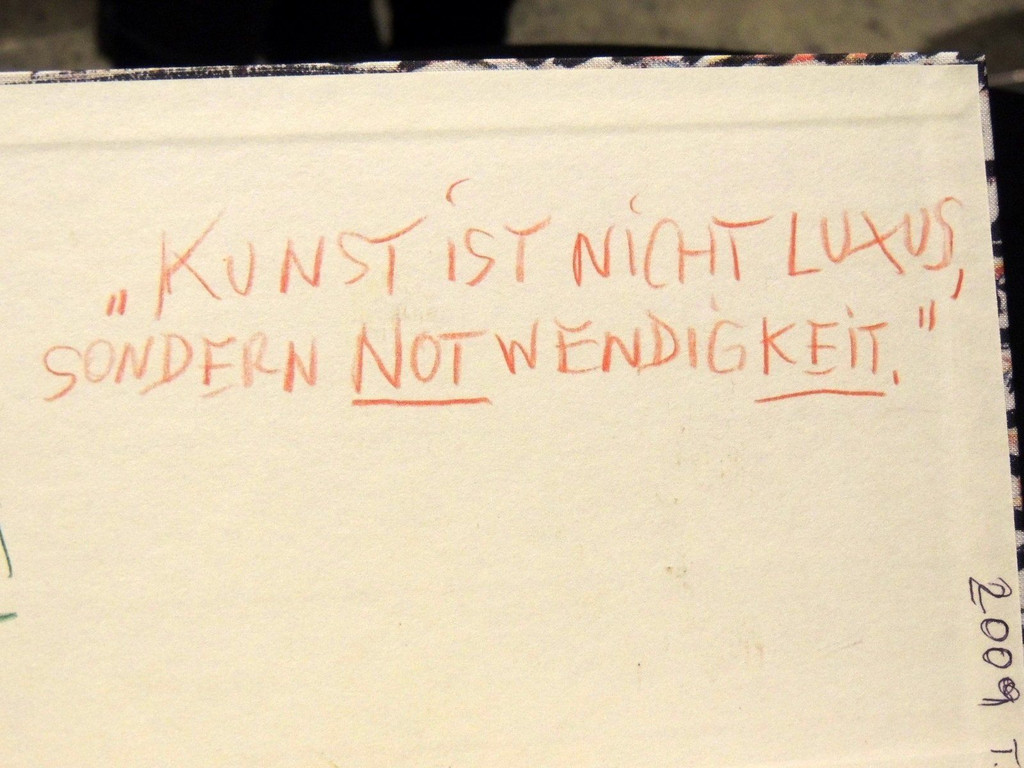 „KUNST IST NICHT LUXUS,
SONDERN NOTWENDIGKEIT."
2009 T.